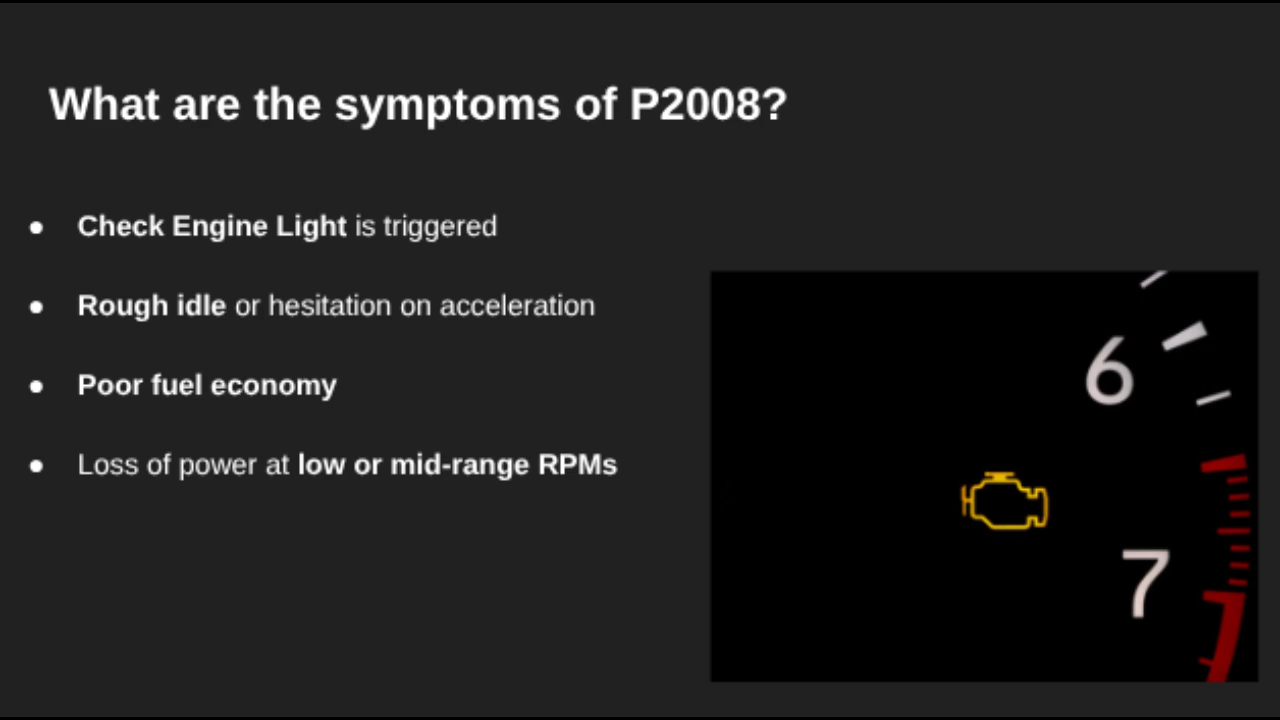 What are the symptoms of P2008?
● Check Engine Light is triggered
● Rough idle or hesitation on acceleration
● Poor fuel economy
● Loss of power at low or mid-range RPMs
6
7